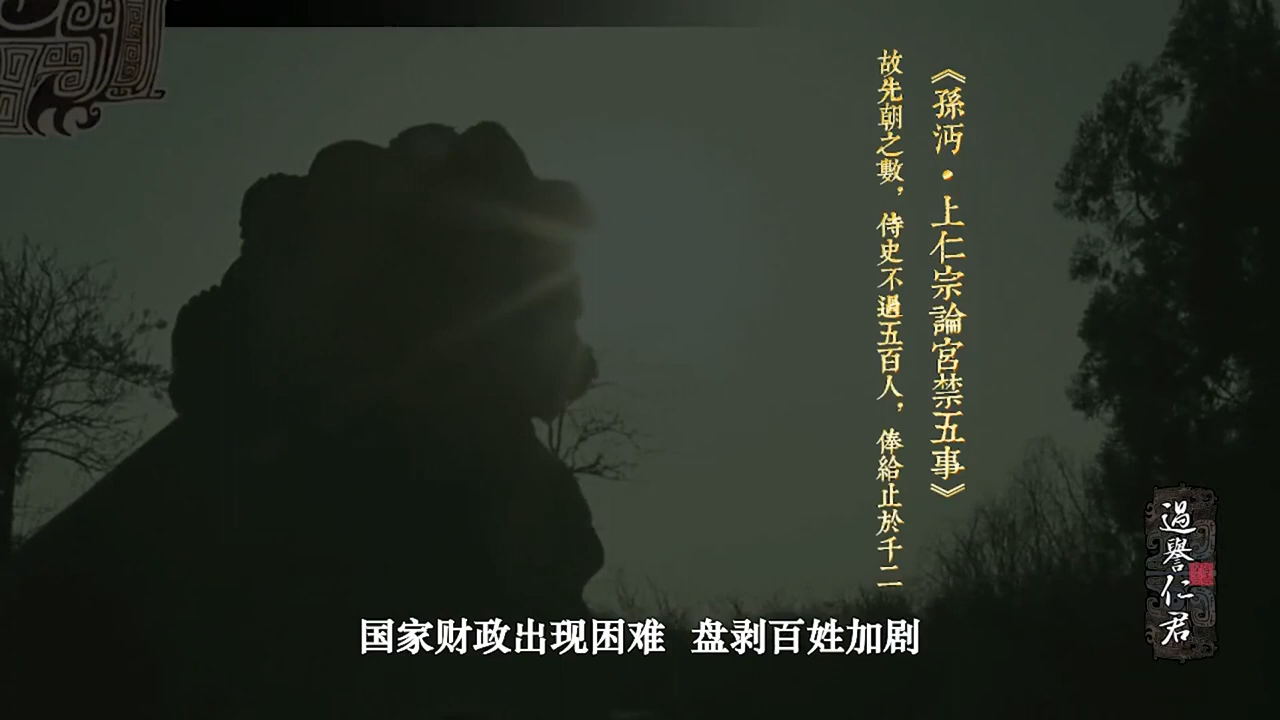 《孫沔·上仁宗論宮禁五事》
故先朝之數，侍史不過五百人，俸給止於千二
過譽仁君
国家财政出现困难 盘剥百姓加剧